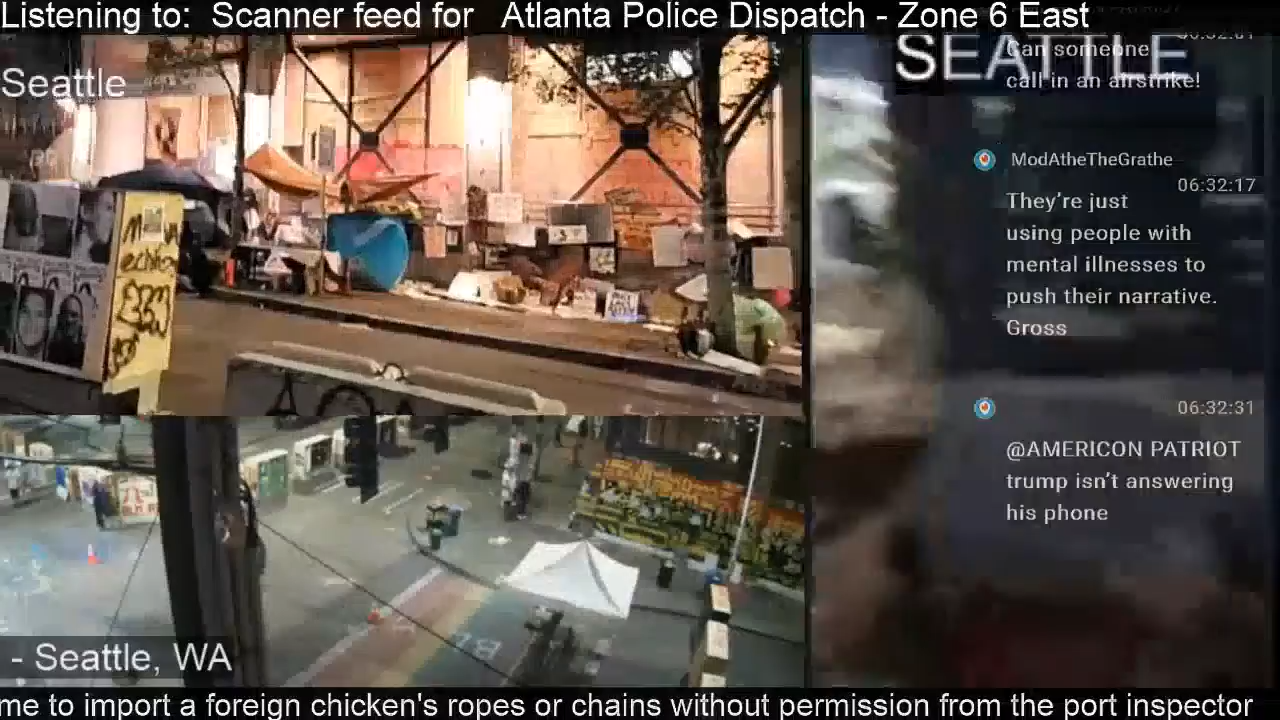 Listening to: Scanner feed for Atlanta Police Dispatch - Zone 6 East
Seattle
SEATTLE
Can someone
call in an airstrike!
ModAtheTheGrathe
06:32:17
They're just
using people with
mental illnesses to
push their narrative.
Gross
06:32:31
@AMERICON PATRIOT
trump isn't answering
his phone
- Seattle, WA
me to import a foreign chicken's ropes or chains without permission from the port inspector